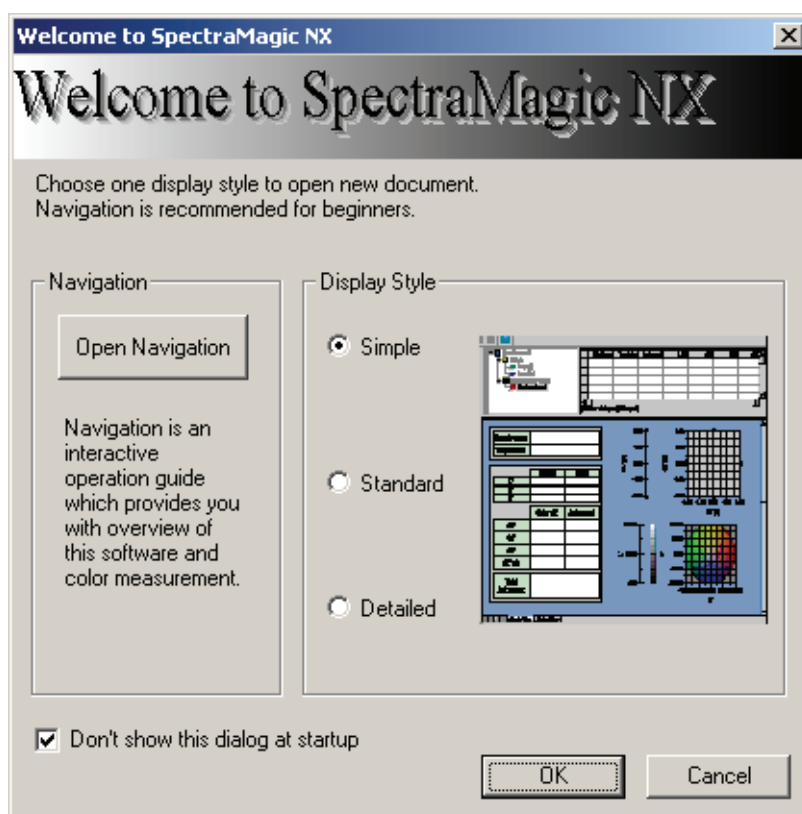 Welcome to SpectraMagic NX
Welcome to SpectraMagic NX
Choose one display style to open new document.
Navigation is recommended for beginners.
Navigation
Open Navigation
Navigation is an
interactive
operation guide
which provides you
with overview of
this software and
color measurement.
Display Style
Simple
Standard
Detailed
Don't show this dialog at startup
OK
Cancel